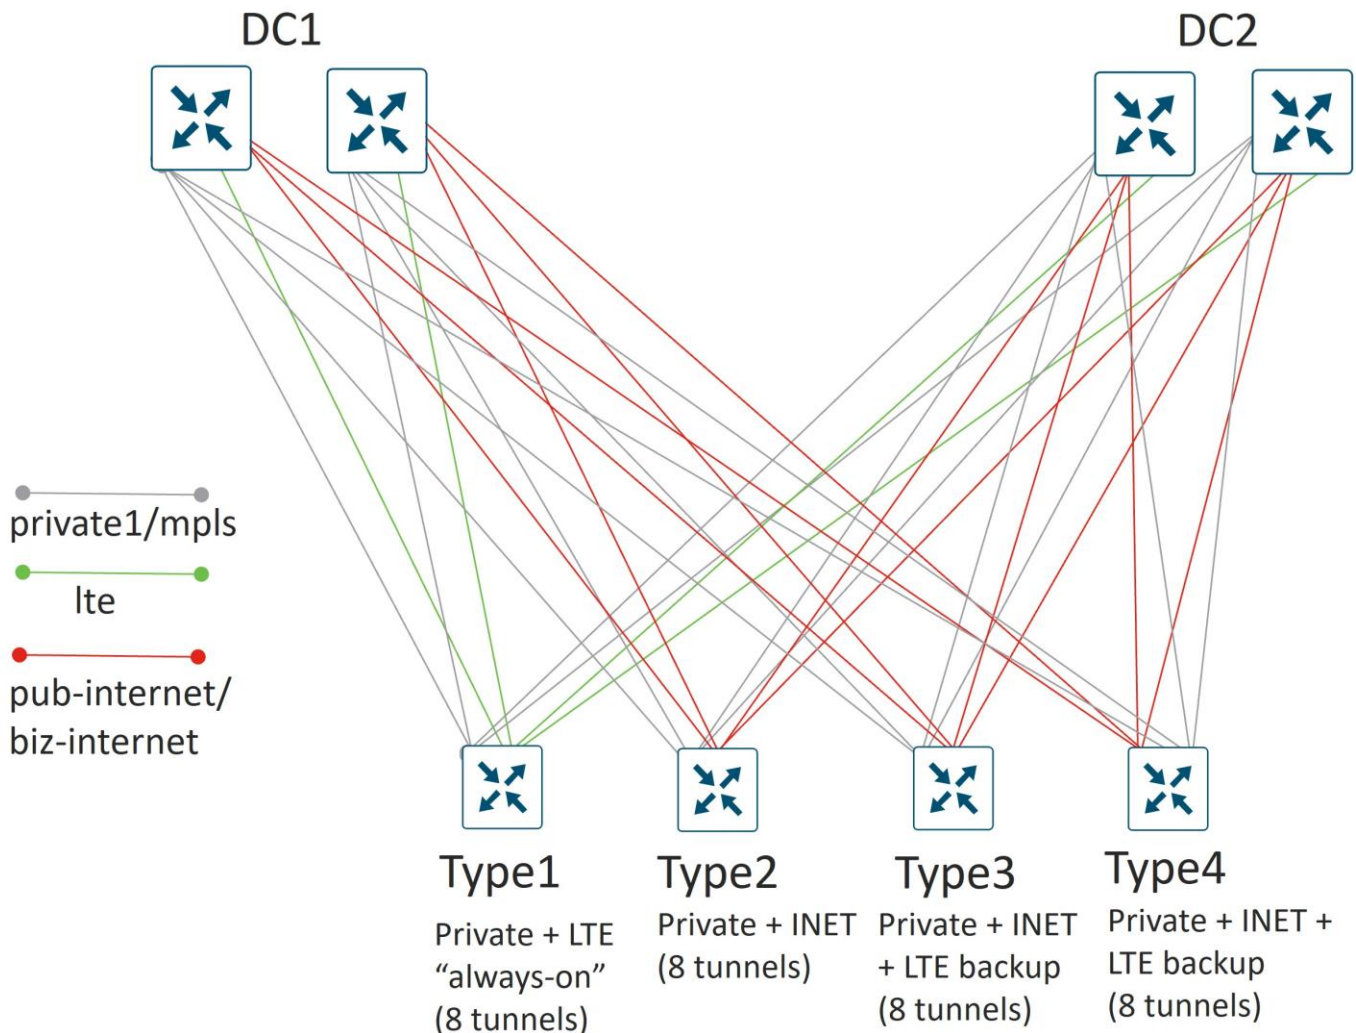 DC1
DC2
private1/mpls
lte
pub-internet/
biz-internet
Type1
Private + LTE
“always-on”
(8 tunnels)
Type2
Private + INET
(8 tunnels)
Type3
Private + INET
+ LTE backup
(8 tunnels)
Type4
Private + INET +
LTE backup
(8 tunnels)